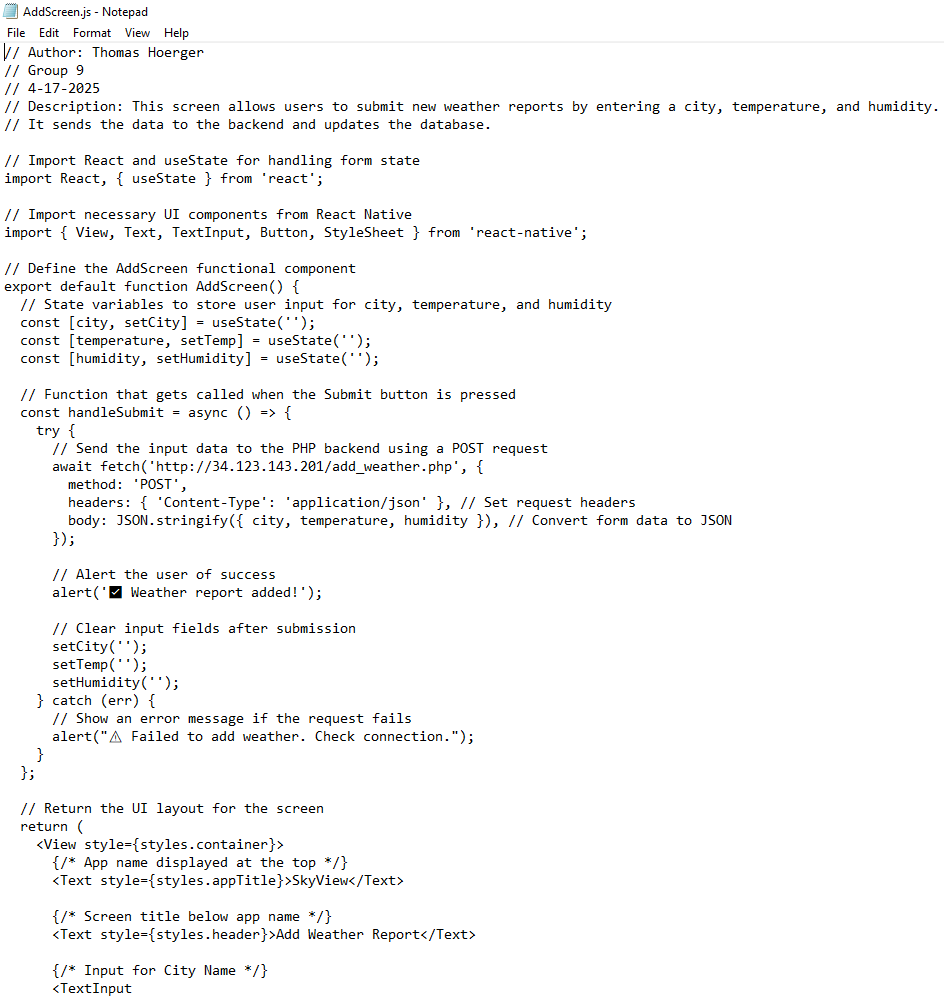 AddScreen.js - Notepad
File Edit Format View Help
// Author: Thomas Hoerger
// Group 9
// 4-17-2025
// Description: This screen allows users to submit new weather reports by entering a city, temperature, and humidity.
// It sends the data to the backend and updates the database.

// Import React and useState for handling form state
import React, { useState } from 'react';

// Import necessary UI components from React Native
import { View, Text, TextInput, Button, StyleSheet } from 'react-native';

// Define the AddScreen functional component
export default function AddScreen() {
  // State variables to store user input for city, temperature, and humidity
  const [city, setCity] = useState('');
  const [temperature, setTemp] = useState('');
  const [humidity, setHumidity] = useState('');

  // Function that gets called when the Submit button is pressed
  const handleSubmit = async () => {
    try {
      // Send the input data to the PHP backend using a POST request
      await fetch('http://34.123.143.201/add_weather.php', {
        method: 'POST',
        headers: { 'Content-Type': 'application/json' }, // Set request headers
        body: JSON.stringify({ city, temperature, humidity }), // Convert form data to JSON
      });

      // Alert the user of success
      alert('✅ Weather report added!');

      // Clear input fields after submission
      setCity('');
      setTemp('');
      setHumidity('');
    } catch (err) {
      // Show an error message if the request fails
      alert("⚠ Failed to add weather. Check connection.");
    }
  };

  // Return the UI layout for the screen
  return (
    <View style={styles.container}>
      {/* App name displayed at the top */}
      <Text style={styles.appTitle}>SkyView</Text>

      {/* Screen title below app name */}
      <Text style={styles.header}>Add Weather Report</Text>

      {/* Input for City Name */}
      <TextInput